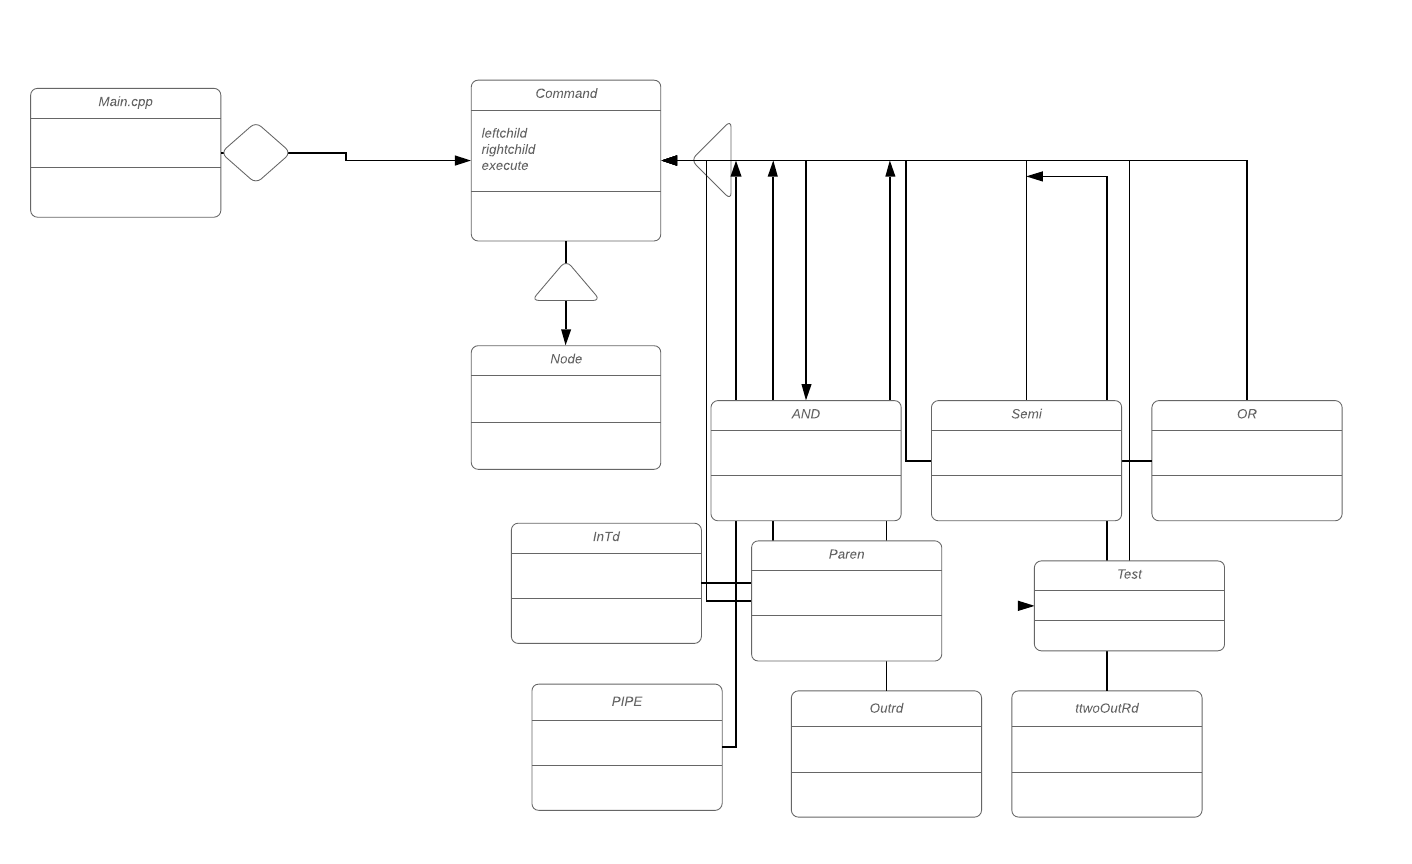 Main.cpp
Command
leftchild
rightchild
execute
Node
AND
Semi
OR
InTd
Paren
Test
PIPE
Outrd
ttwoOutRd